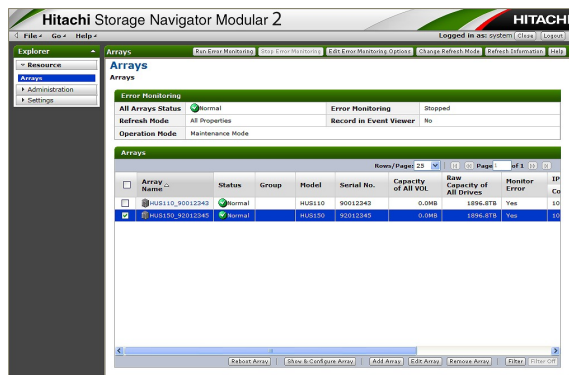 Hitachi Storage Navigator Modular 2
HITACHI
File Go Help
Logged in as: system Close Logout
Explorer
Arrays
Run Error Monitoring Stop Error Monitoring Edit Error Monitoring Options Change Refresh Mode Refresh Information Help
Resource
Arrays
Administration
Settings
Arrays
Arrays
Error Monitoring
All Arrays Status Normal Error Monitoring Stopped
Refresh Mode All Properties Record in Event Viewer No
Operation Mode Maintenance Mode
Arrays
Rows/Page: 25 Page 1 of 1
Array Name Status Group Model Serial No. Capacity of All VOL Raw Capacity of All Drives Monitor Error IP Co
HUS110_90012343 Normal HUS110 90012343 0.0MB 1896.8TB Yes 10
HUS150_92012345 Normal HUS150 92012345 0.0MB 1896.8TB Yes 10
Reboot Array Show & Configure Array Add Array Edit Array Remove Array Filter Filter Off